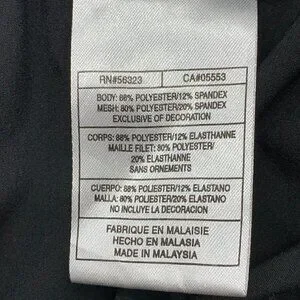 RN#56323 CA#05553
BODY: 88% POLYESTER/12% SPANDEX
MESH: 80% POLYESTER/20% SPANDEX
EXCLUSIVE OF DECORATION
CORPS: 88% POLYESTER/12% ELASTHANNE
MAILLE FILET: 80% POLYESTER/
20% ELASTHANNE
SANS ORNEMENTS
CUERPO: 88% POLIESTER/12% ELASTANO
MALLA: 80% POLIESTER/20% ELASTANO
NO INCLUYE LA DECORACION
FABRIQUE EN MALAISIE
HECHO EN MALASIA
MADE IN MALAYSIA